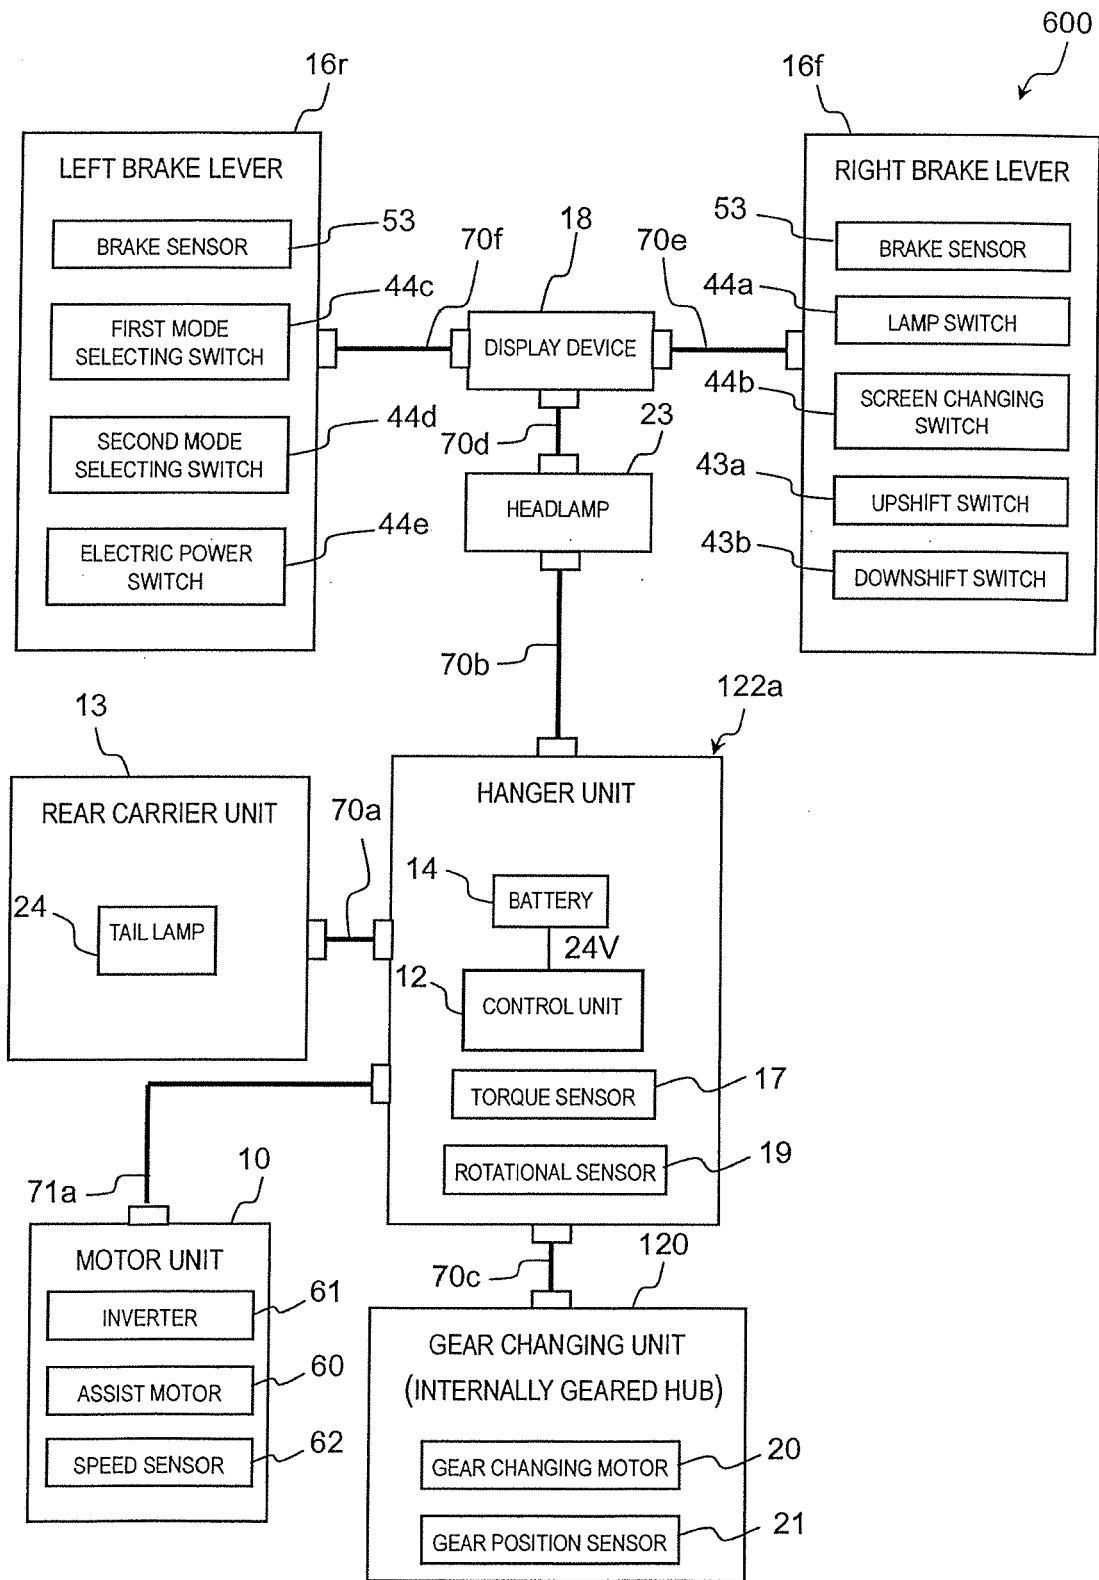 600
16r
16f
LEFT BRAKE LEVER
BRAKE SENSOR
53
FIRST MODE
SELECTING SWITCH
44c
SECOND MODE
SELECTING SWITCH
44d
ELECTRIC POWER
SWITCH
44e
70f
18
70e
DISPLAY DEVICE
70d
23
HEADLAMP
RIGHT BRAKE LEVER
53
BRAKE SENSOR
44a
LAMP SWITCH
44b
SCREEN CHANGING
SWITCH
43a
UPSHIFT SWITCH
43b
DOWNSHIFT SWITCH
70b
122a
13
REAR CARRIER UNIT
24
TAIL LAMP
70a
HANGER UNIT
14
BATTERY
24V
12
CONTROL UNIT
TORQUE SENSOR
17
ROTATIONAL SENSOR
19
71a
10
MOTOR UNIT
INVERTER
61
ASSIST MOTOR
60
SPEED SENSOR
62
70c
120
GEAR CHANGING UNIT
(INTERNALLY GEARED HUB)
GEAR CHANGING MOTOR
20
GEAR POSITION SENSOR
21